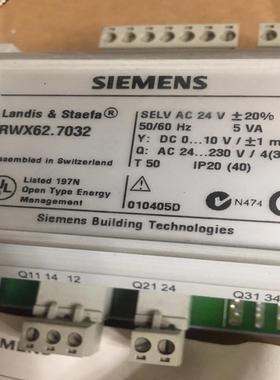 SIEMENS
Landis & Staefa®
RWX62.7032
ssembled in Switzerland
SELV AC 24 V ±20%
50/60 Hz 5 VA
Y: DC 0...10 V / ±1 m
Q: AC 24...230 V / 4(3
T 50 IP20 (40)
UL Listed 197N
Open Type Energy
Management
010405D
N474
Siemens Building Technologies
Q11 14 12
Q21 24
Q31 34